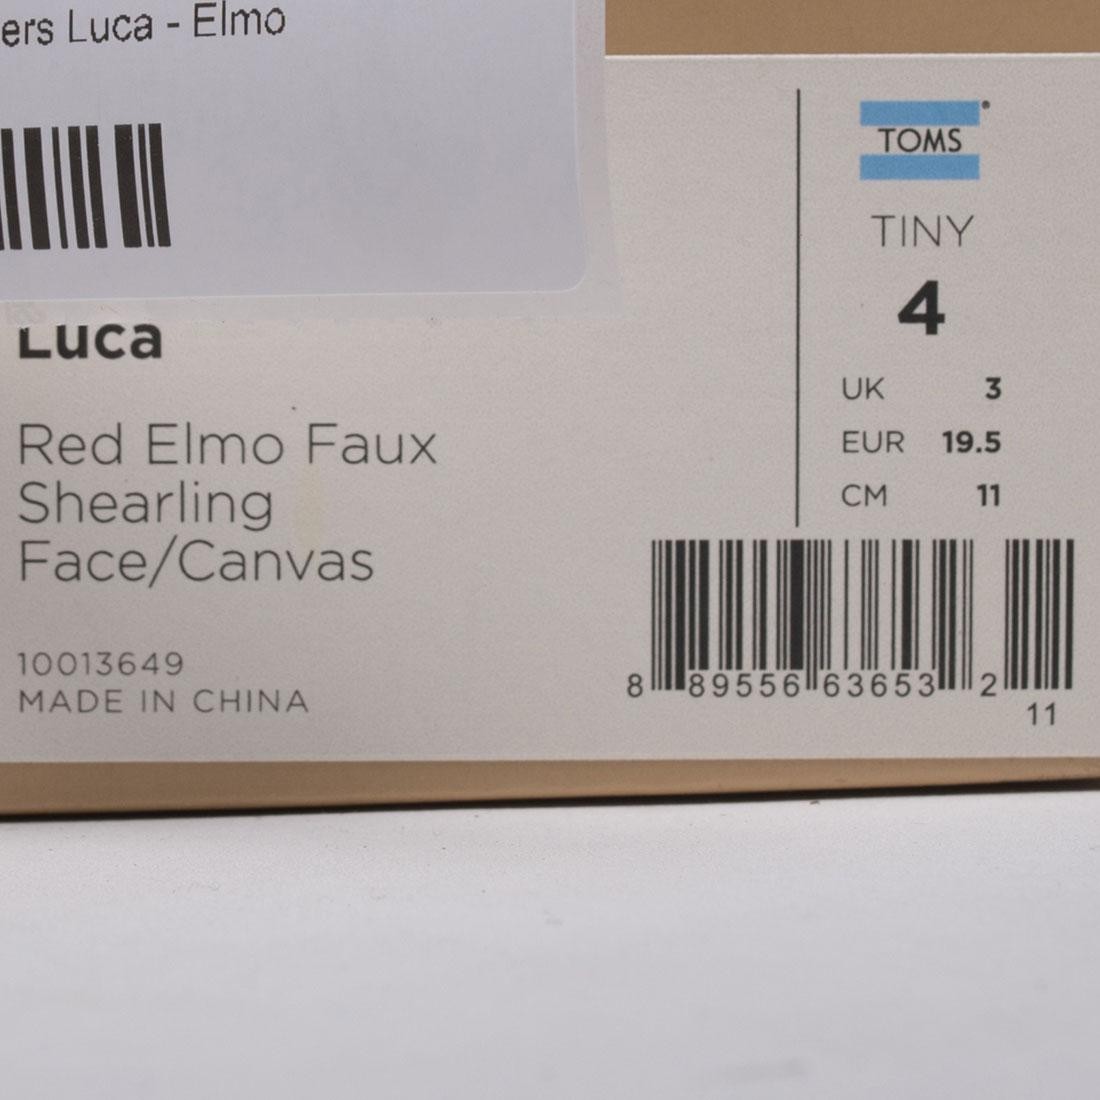 ers Luca - Elmo
Luca
Red Elmo Faux
Shearling
Face/Canvas
10013649
MADE IN CHINA
TOMS
TINY
4
UK 3
EUR 19.5
CM 11
8 89556 63653 2
11